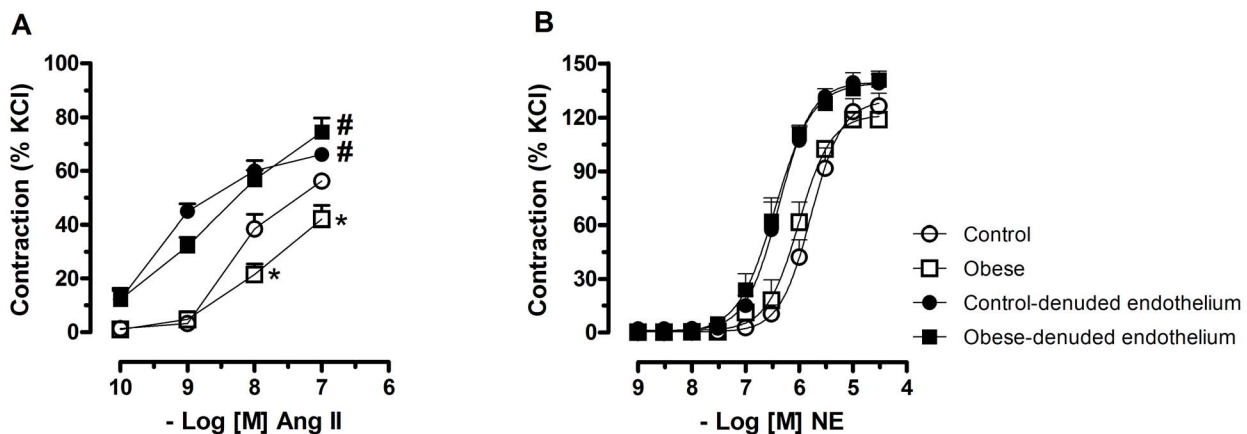 A
Contraction (% KCl)
100
80
60
40
20
0
#
#
*
*
10 9 8 7 6
- Log [M] Ang II
B
Contraction (% KCl)
150
120
90
60
30
0
9 8 7 6 5 4
- Log [M] NE
Control
Obese
Control-denuded endothelium
Obese-denuded endothelium